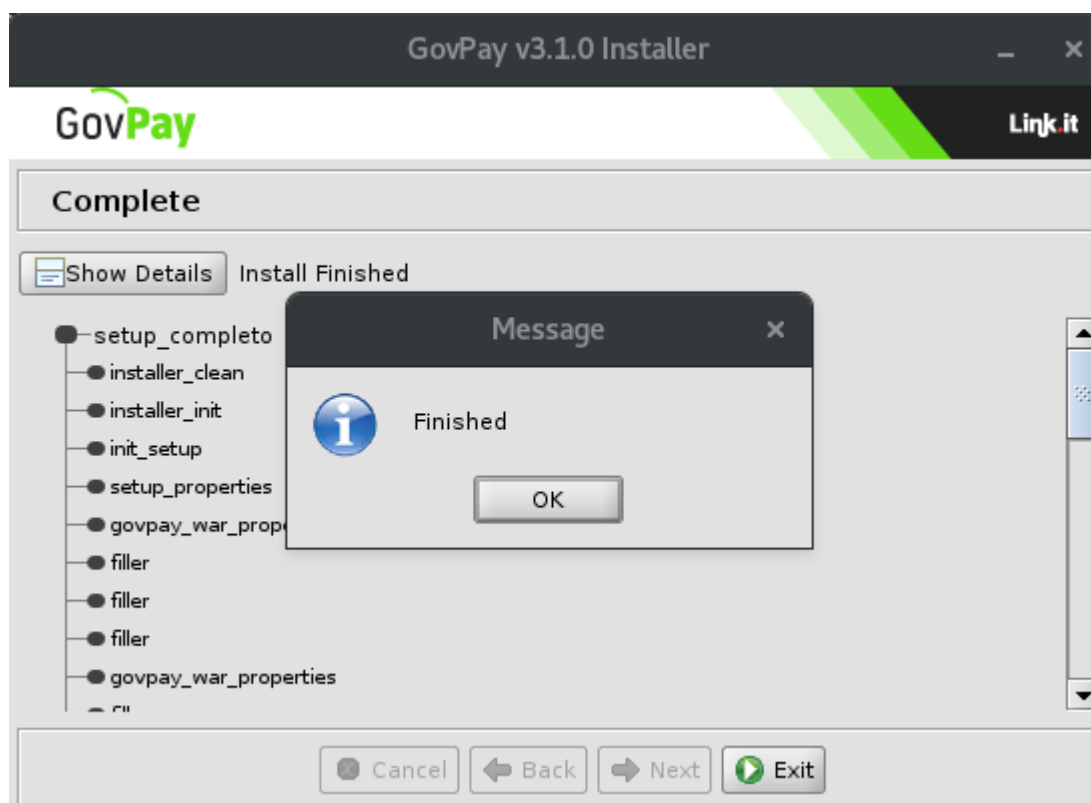 GovPay v3.1.0 Installer
GovPay
Link.it
Complete
Show Details Install Finished
setup_completo
Message
installer_clean
installer_init
Finished
init_setup
setup_properties
OK
govpay_war_prope
filler
filler
filler
govpay_war_properties
Cancel Back Next Exit